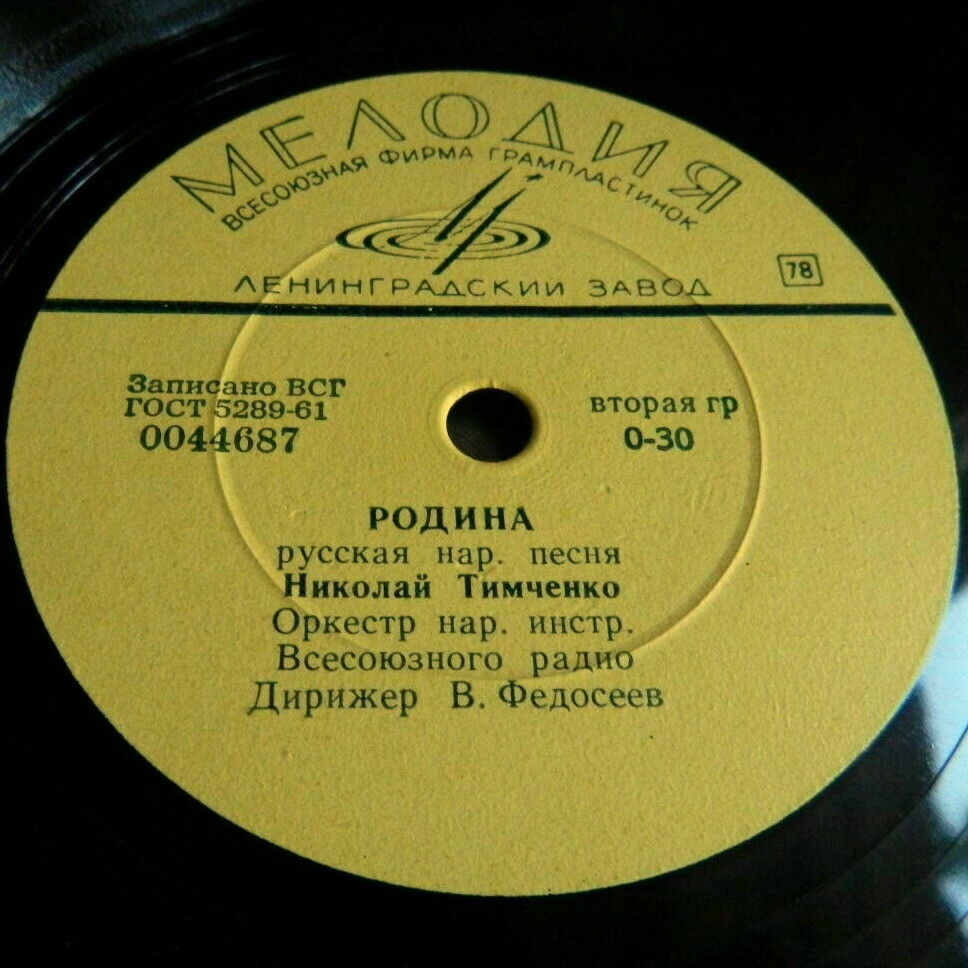 МЕЛОДИЯ
ВСЕСОЮЗНАЯ ФИРМА ГРАМПЛАСТИНОК
ЛЕНИНГРАДСКИЙ ЗАВОД
78
Записано ВСГ
ГОСТ 5289-61
0044687
вторая гр
0-30
РОДИНА
русская нар. песня
Николай Тимченко
Оркестр нар. инстр.
Всесоюзного радио
Дирижер В. Федосеев